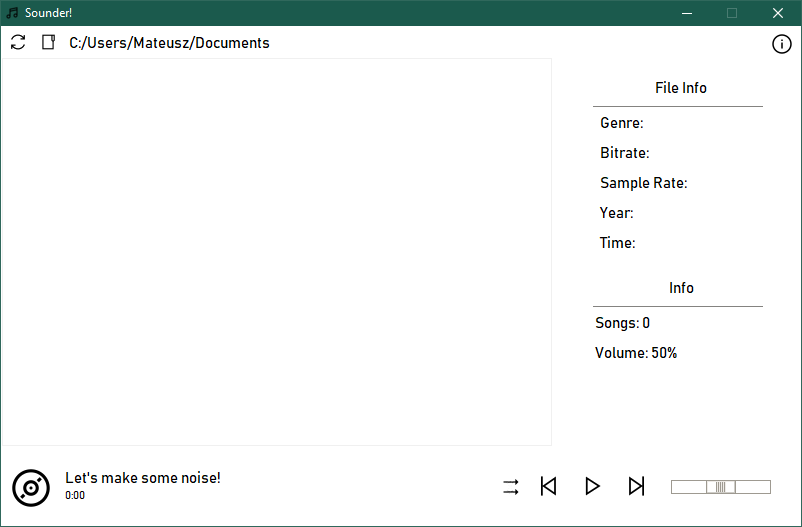 Sounder!
C:/Users/Mateusz/Documents
File Info
Genre:
Bitrate:
Sample Rate:
Year:
Time:
Info
Songs: 0
Volume: 50%
Let's make some noise!
0:00